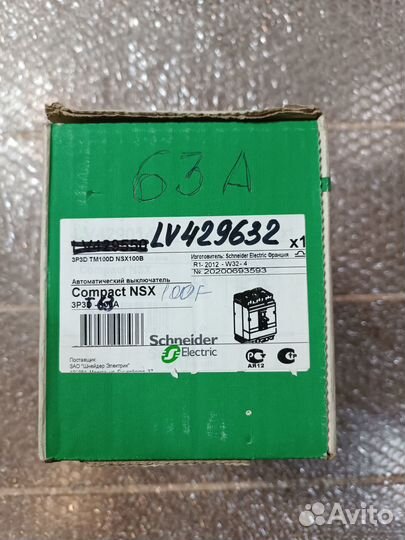 63A
LV429632 x1
3P3D TM100D NSX100B
Изготовитель: Schneider Electric Франция
R1- 2012 - W32- 4
№ 20200693593
Автоматический выключатель
Compact NSX 100F
3P3D
Schneider
Electric
АЯ12
Поставщик:
ЗАО "Шнейдер Электрик"
Avito